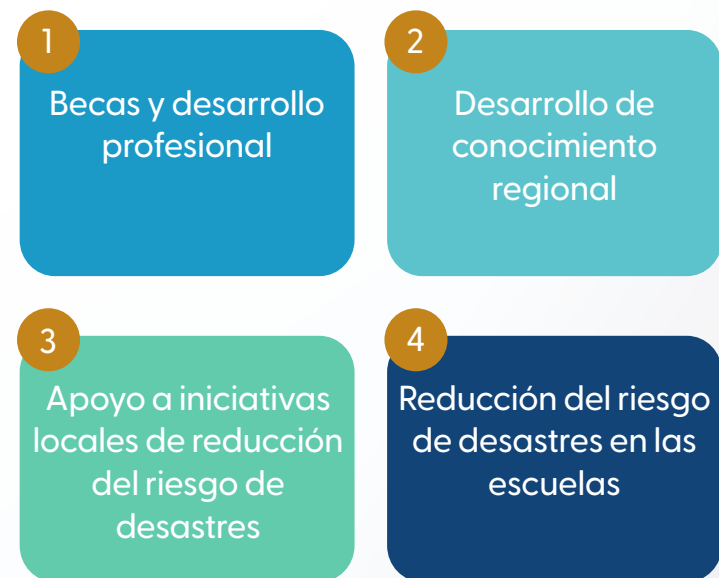 1
Becas y desarrollo
profesional
2
Desarrollo de
conocimiento
regional
3
Apoyo a iniciativas
locales de reducción
del riesgo de
desastres
4
Reducción del riesgo
de desastres en las
escuelas